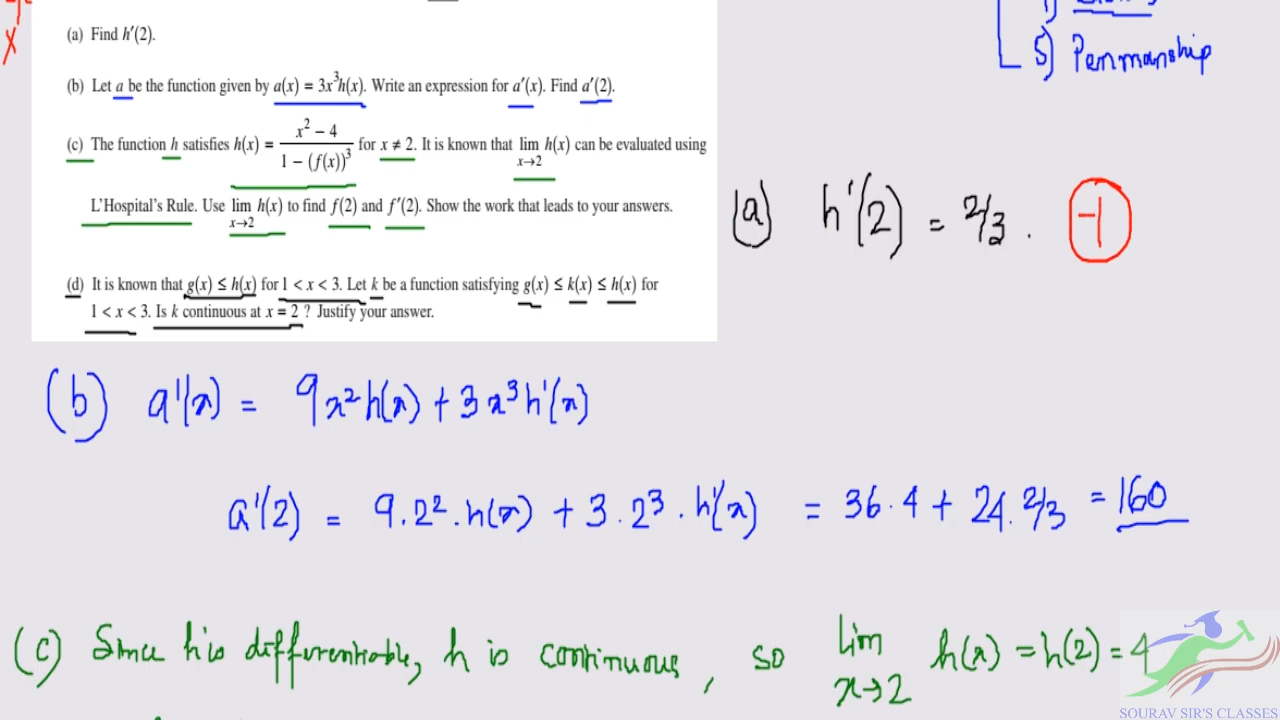 5) Penmanship
(a) Find h′(2).
(b) Let a be the function given by a(x) = 3x³h(x). Write an expression for a′(x). Find a′(2).
(c) The function h satisfies h(x) = (x² − 4)/(1 − (f(x))³) for x ≠ 2. It is known that lim x→2 h(x) can be evaluated using
L'Hospital's Rule. Use lim x→2 h(x) to find f(2) and f′(2). Show the work that leads to your answers.
(d) It is known that g(x) ≤ h(x) for 1 < x < 3. Let k be a function satisfying g(x) ≤ k(x) ≤ h(x) for
1 < x < 3. Is k continuous at x = 2 ? Justify your answer.
(a) h'(2) = 2/3 . -1
(b) a'(x) = 9x²h(x) + 3x³h'(x)
a'(2) = 9.2².h(x) + 3.2³.h'(x) = 36.4 + 24.2/3 = 160
(c) Since h is differentiable, h is continuous, so lim x→2 h(x) = h(2) = 4
SOURAV SIR'S CLASSES